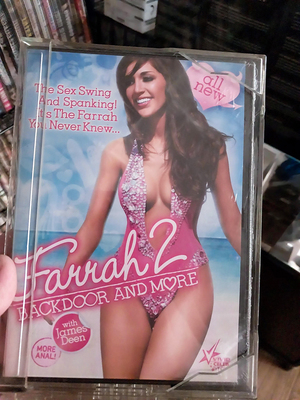 all
new
The Sex Swing
And Spanking!
It's The Farrah
You Never Knew...
Farrah 2
BACKDOOR AND MORE
with
James
Deen
MORE
ANAL!